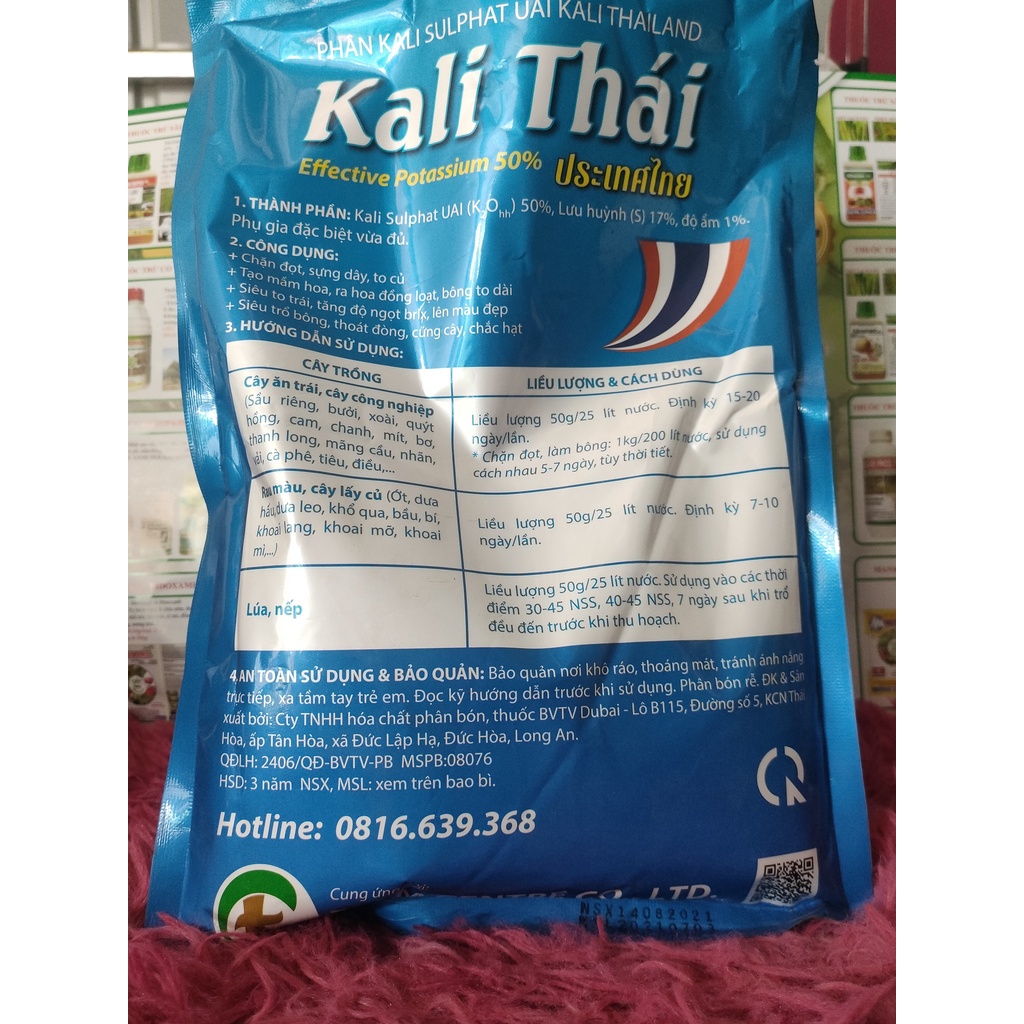 PHÂN KALI SULPHAT UAI KALI THAILAND
Kali Thái
Effective Potassium 50% ประเทศไทย
1. THÀNH PHẦN: Kali Sulphat UAI (K₂Ohh) 50%, Lưu huỳnh (S) 17%, độ ẩm 1%.
Phụ gia đặc biệt vừa đủ.
2. CÔNG DỤNG:
+ Chặn đọt, sựng dây, to củ
+ Tạo mầm hoa, ra hoa đồng loạt, bông to dài
+ Siêu to trái, tăng độ ngọt brix, lên màu đẹp
+ Siêu trổ bông, thoát đòng, cứng cây, chắc hạt
3. HƯỚNG DẪN SỬ DỤNG:
CÂY TRỒNG
LIỀU LƯỢNG & CÁCH DÙNG
Cây ăn trái, cây công nghiệp
(Sầu riêng, bưởi, xoài, quýt
hồng, cam, chanh, mít, bơ,
thanh long, mãng cầu, nhãn,
vải, cà phê, tiêu, điều,...
Liều lượng 50g/25 lít nước. Định kỳ 15-20
ngày/lần.
* Chặn đọt, làm bông: 1kg/200 lít nước, sử dụng
cách nhau 5-7 ngày, tùy thời tiết.
Rau màu, cây lấy củ (Ớt, dưa
hấu, dưa leo, khổ qua, bầu, bí,
khoai lang, khoai mỡ, khoai
mì,...)
Liều lượng 50g/25 lít nước. Định kỳ 7-10
ngày/lần.
Lúa, nếp
Liều lượng 50g/25 lít nước. Sử dụng vào các thời
điểm 30-45 NSS, 40-45 NSS, 7 ngày sau khi trổ
đều đến trước khi thu hoạch.
4. AN TOÀN SỬ DỤNG & BẢO QUẢN: Bảo quản nơi khô ráo, thoáng mát, tránh ánh nắng
trực tiếp, xa tầm tay trẻ em. Đọc kỹ hướng dẫn trước khi sử dụng. Phân bón rễ. ĐK & Sản
xuất bởi: Cty TNHH hóa chất phân bón, thuốc BVTV Dubai - Lô B115, Đường số 5, KCN Thái
Hòa, ấp Tân Hòa, xã Đức Lập Hạ, Đức Hòa, Long An.
QĐLH: 2406/QĐ-BVTV-PB MSPB:08076
HSD: 3 năm NSX, MSL: xem trên bao bì.
Hotline: 0816.639.368
Cung ứng
CO., LTD.
NSX14082021